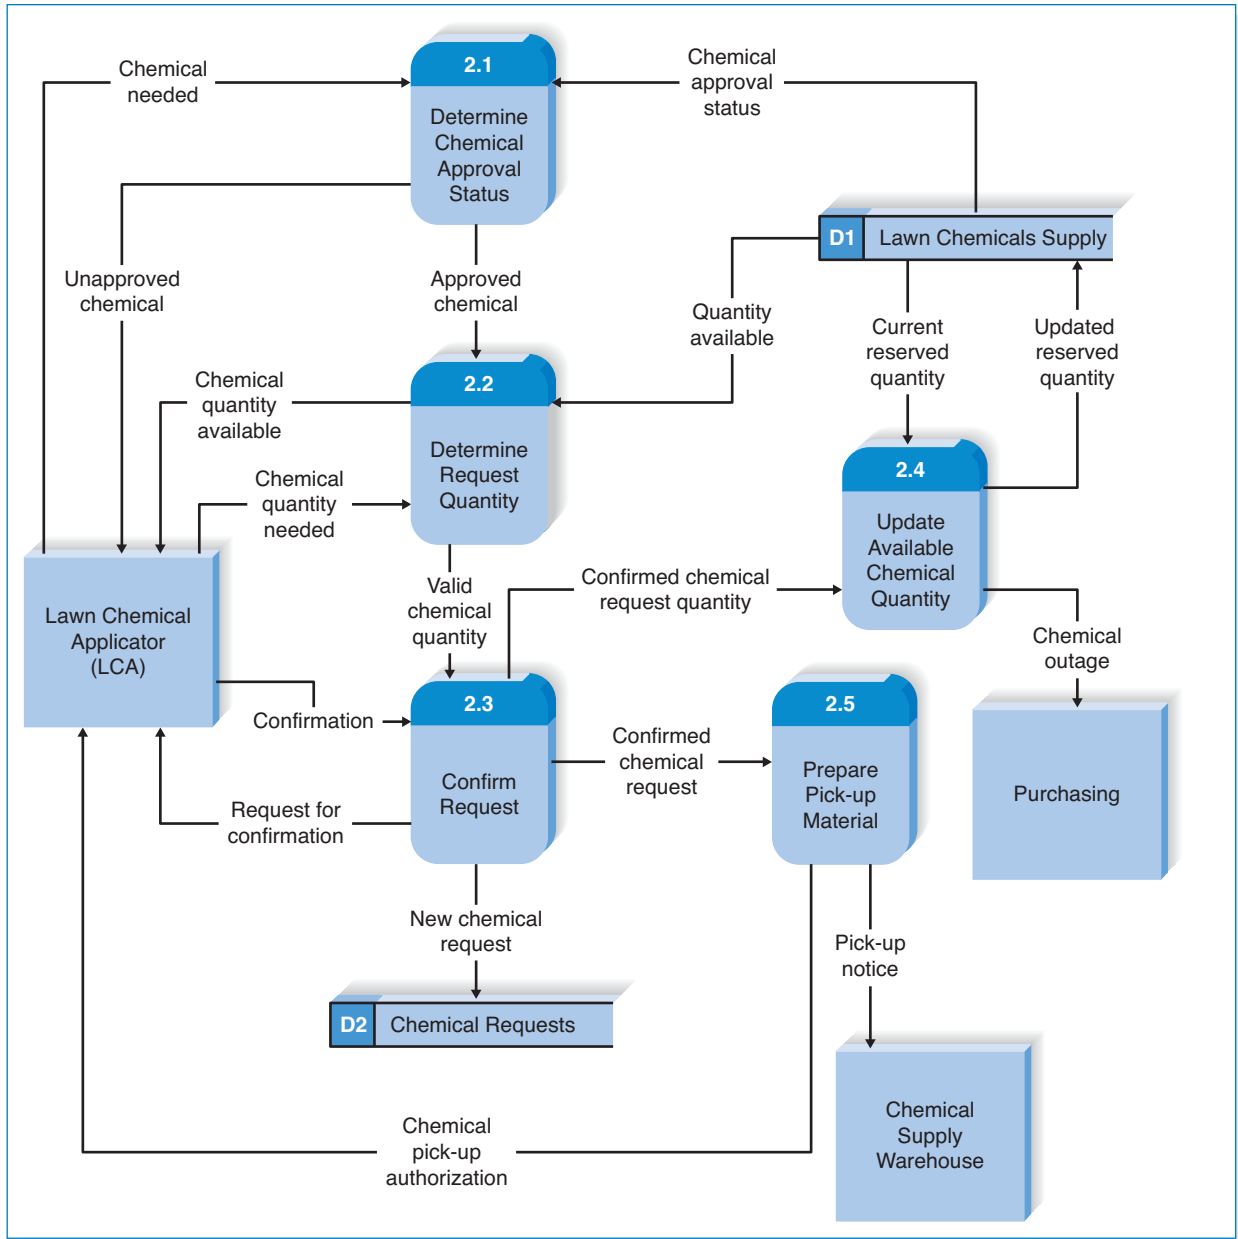 2.1
Determine
Chemical
Approval
Status
Chemical
needed
Chemical
approval
status
D1
Lawn Chemicals Supply
Unapproved
chemical
Approved
chemical
Quantity
available
Current
reserved
quantity
Updated
reserved
quantity
2.2
Determine
Request
Quantity
Chemical
quantity
available
Chemical
quantity
needed
2.4
Update
Available
Chemical
Quantity
Lawn Chemical
Applicator
(LCA)
Valid
chemical
quantity
Confirmed chemical
request quantity
Chemical
outage
Confirmation
2.3
Confirm
Request
Confirmed
chemical
request
2.5
Prepare
Pick-up
Material
Purchasing
Request for
confirmation
New chemical
request
Pick-up
notice
D2
Chemical Requests
Chemical
pick-up
authorization
Chemical
Supply
Warehouse